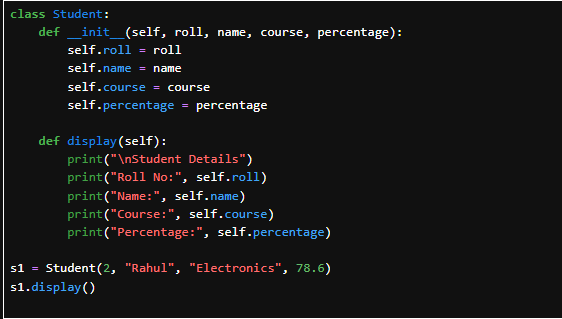 class Student:
    def __init__(self, roll, name, course, percentage):
        self.roll = roll
        self.name = name
        self.course = course
        self.percentage = percentage

    def display(self):
        print("\nStudent Details")
        print("Roll No:", self.roll)
        print("Name:", self.name)
        print("Course:", self.course)
        print("Percentage:", self.percentage)

s1 = Student(2, "Rahul", "Electronics", 78.6)
s1.display()